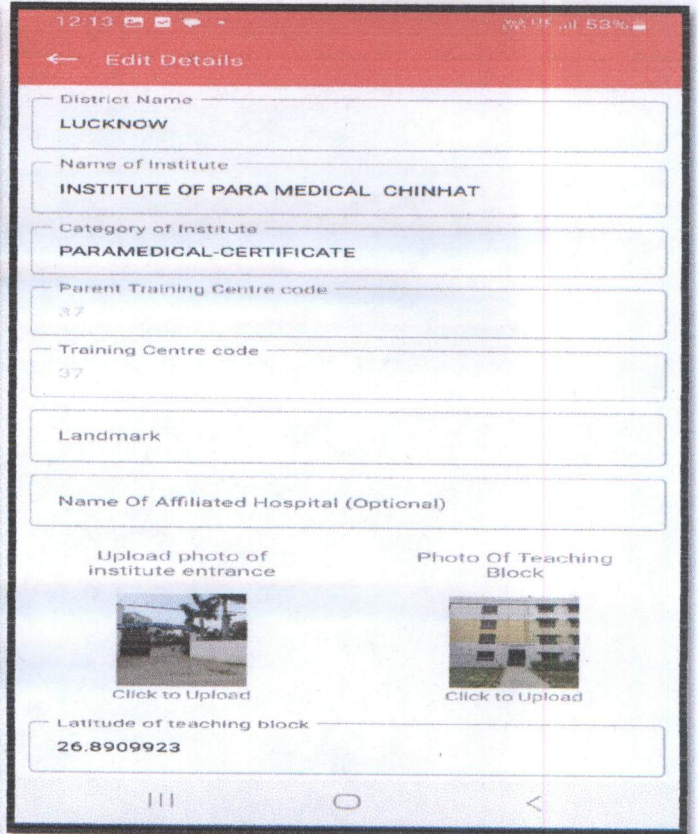 12:13
53%
← Edit Details
District Name
LUCKNOW
Name of Institute
INSTITUTE OF PARA MEDICAL CHINHAT
Category of Institute
PARAMEDICAL-CERTIFICATE
Parent Training Centre code
37
Training Centre code
37
Landmark
Name Of Affiliated Hospital (Optional)
Upload photo of
institute entrance
Photo Of Teaching
Block
Click to Upload
Click to Upload
Latitude of teaching block
26.8909923